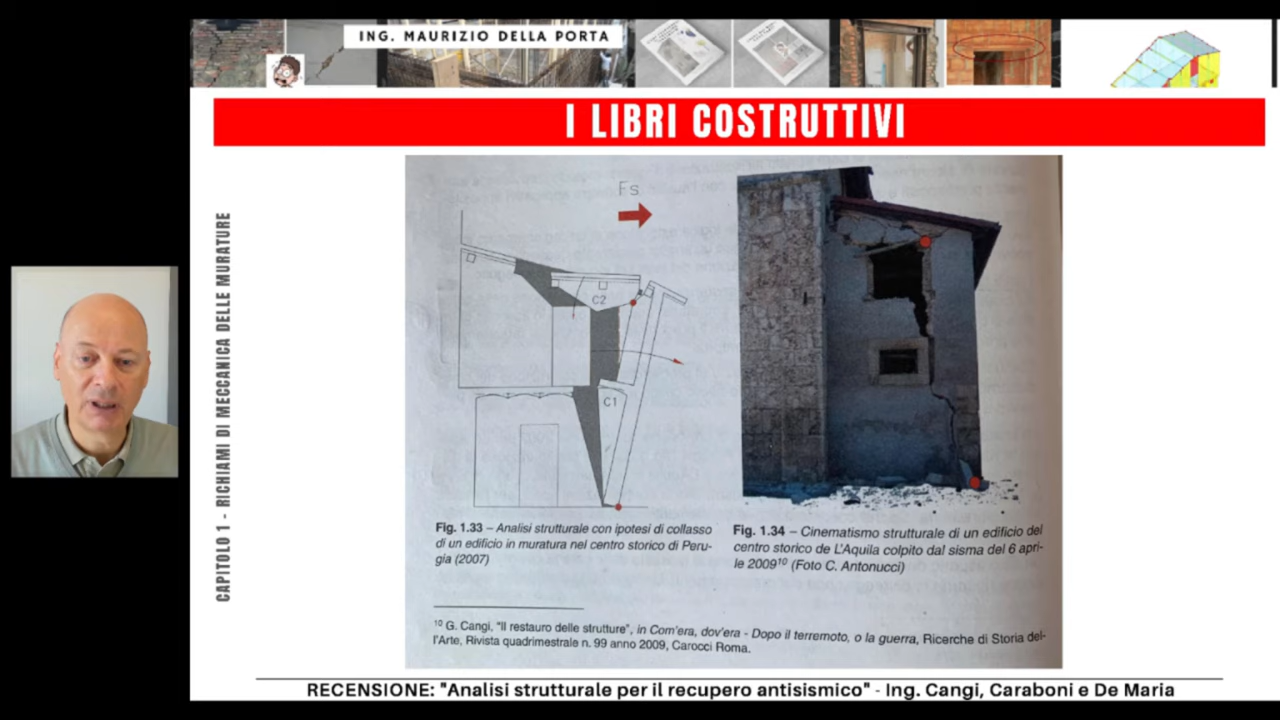 ING. MAURIZIO DELLA PORTA
I LIBRI COSTRUTTIVI
CAPITOLO 1 - RICHIAMI DI MECCANICA DELLE MURATURE
Fs
C2
C1
Fig. 1.33 – Analisi strutturale con ipotesi di collasso
di un edificio in muratura nel centro storico di Peru-
gia (2007)
Fig. 1.34 – Cinematismo strutturale di un edificio del
centro storico de L'Aquila colpito dal sisma del 6 apri-
le 2009¹⁰ (Foto C. Antonucci)
¹⁰ G. Cangi, "Il restauro delle strutture", in Com'era, dov'era - Dopo il terremoto, o la guerra, Ricerche di Storia del-
l'Arte, Rivista quadrimestrale n. 99 anno 2009, Carocci Roma.
RECENSIONE: "Analisi strutturale per il recupero antisismico" - Ing. Cangi, Caraboni e De Maria